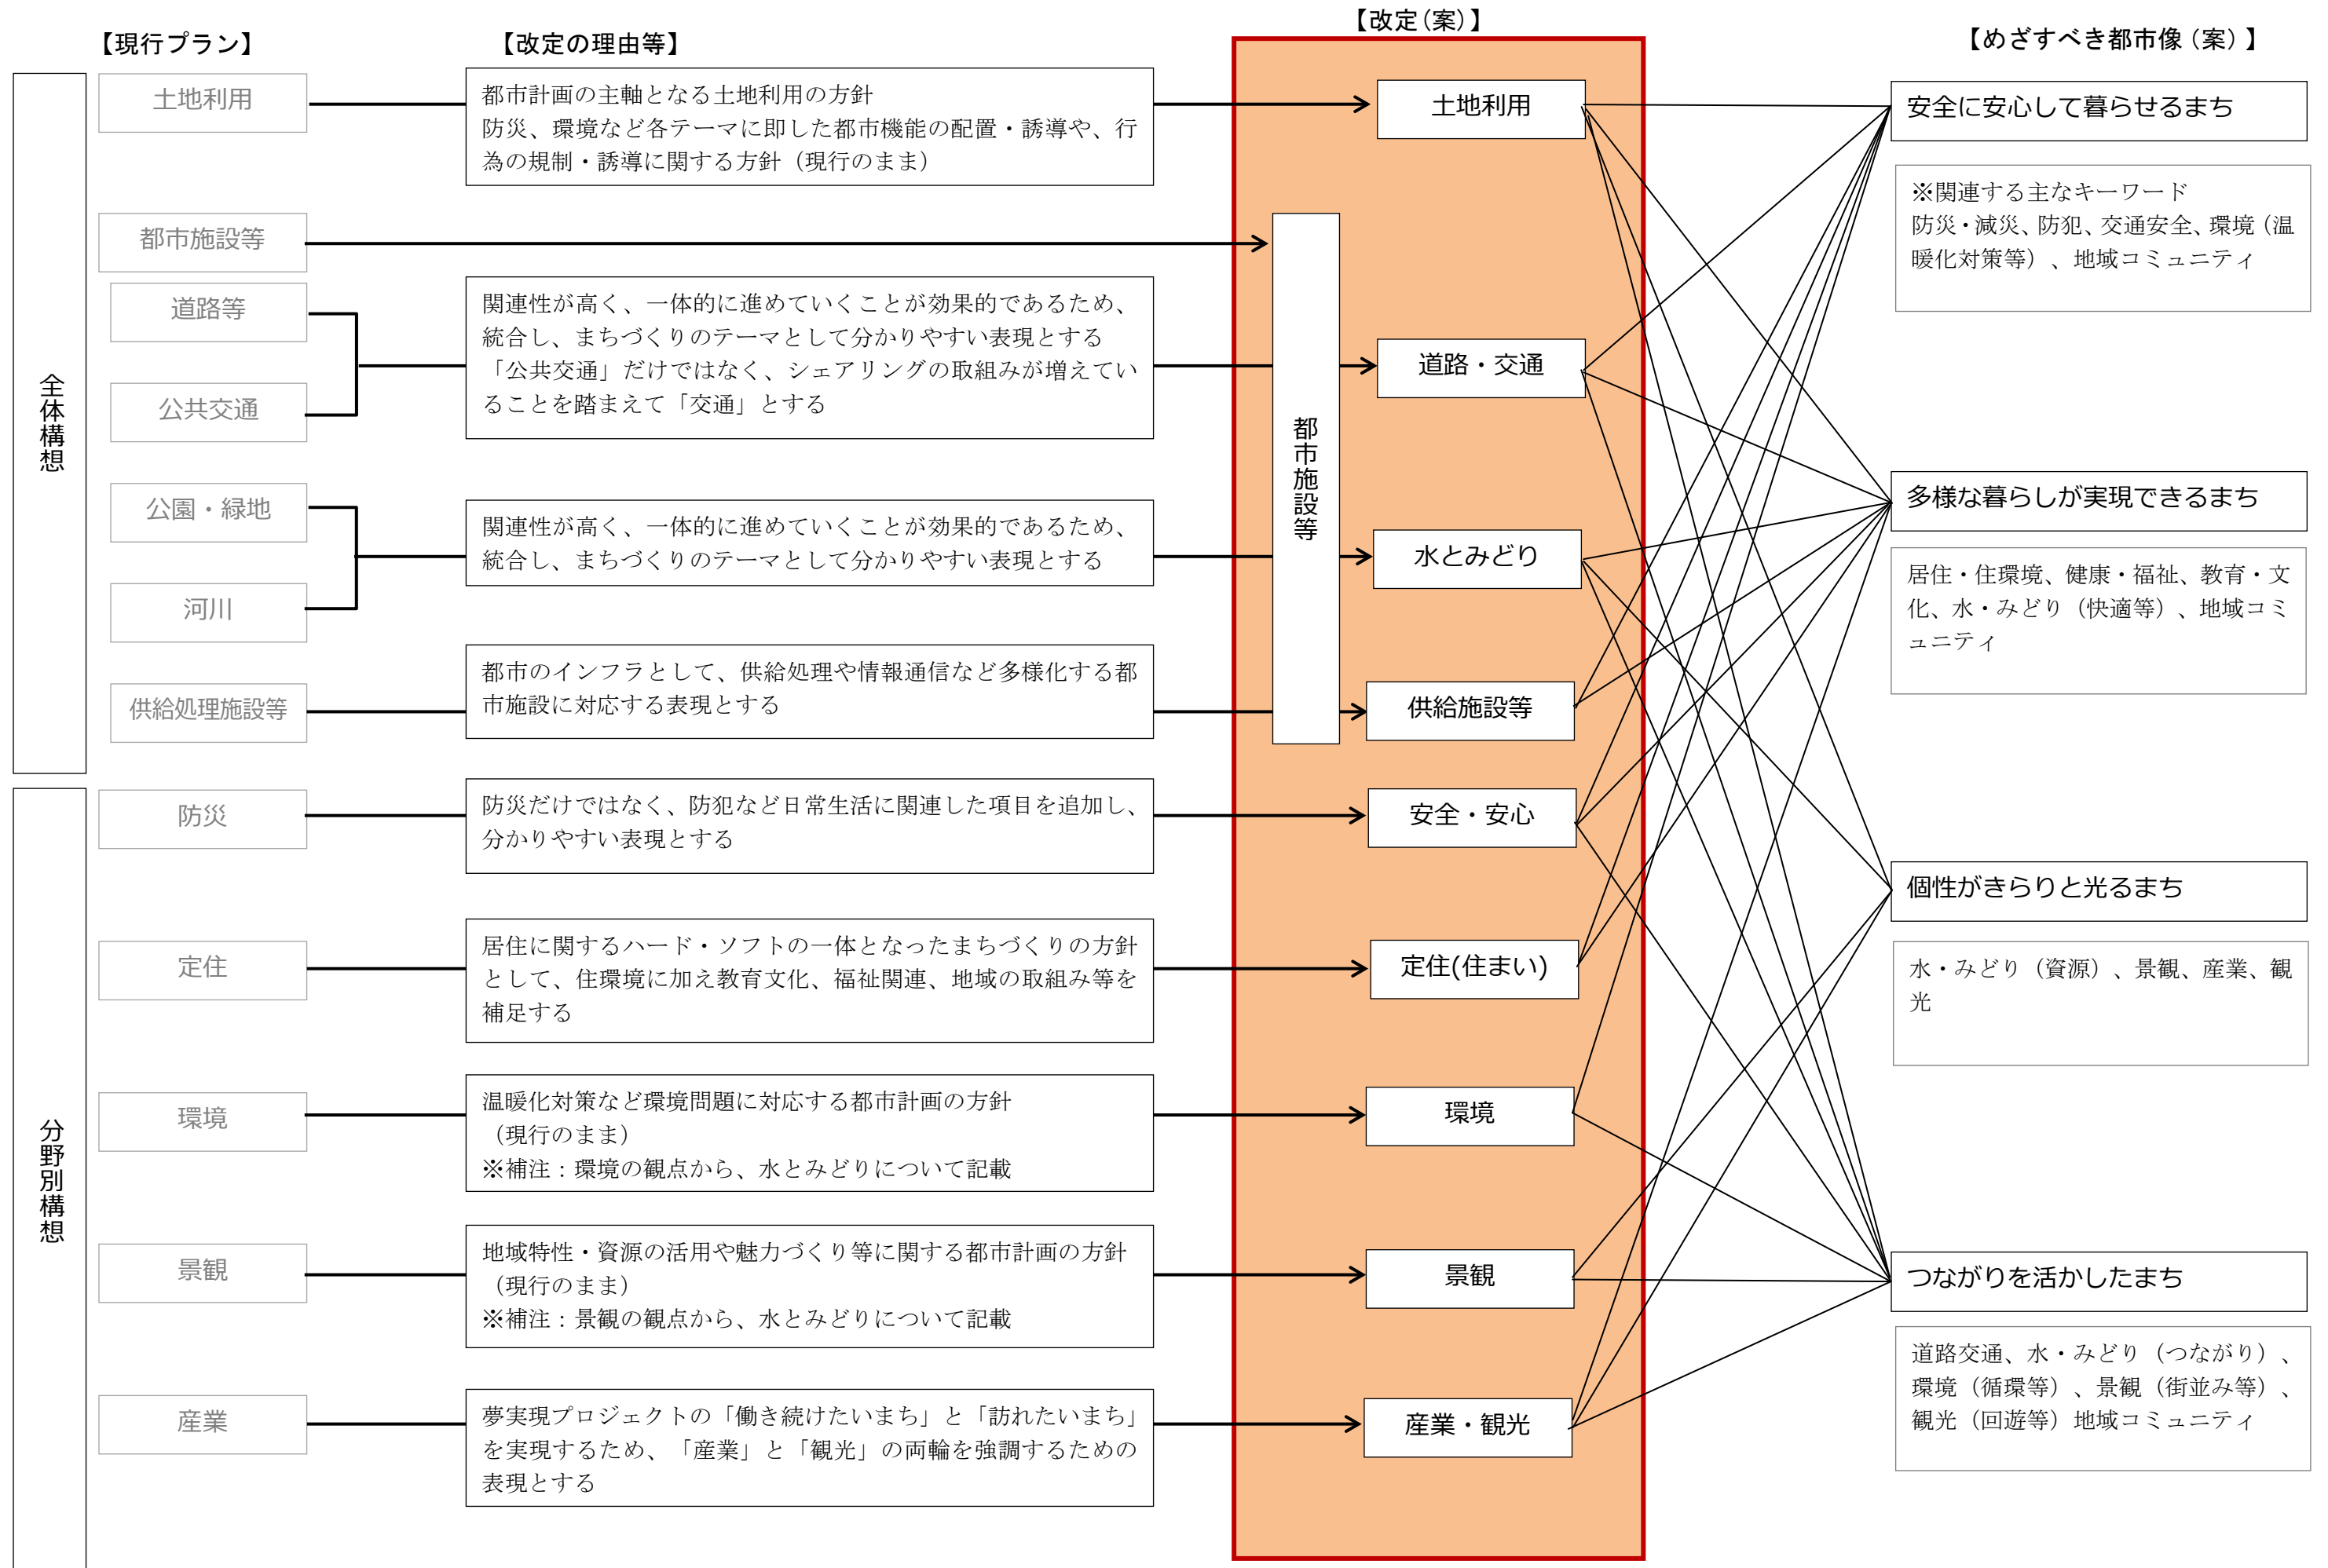 【現行プラン】
【改定の理由等】
【改定（案）】
【めざすべき都市像（案）】
全体構想
土地利用
都市計画の主軸となる土地利用の方針
防災、環境など各テーマに即した都市機能の配置・誘導や、行
為の規制・誘導に関する方針（現行のまま）
土地利用
都市施設等
都市施設等
道路等
公共交通
関連性が高く、一体的に進めていくことが効果的であるため、
統合し、まちづくりのテーマとして分かりやすい表現とする
「公共交通」だけではなく、シェアリングの取組みが増えてい
ることを踏まえて「交通」とする
道路・交通
公園・緑地
河川
関連性が高く、一体的に進めていくことが効果的であるため、
統合し、まちづくりのテーマとして分かりやすい表現とする
水とみどり
供給処理施設等
都市のインフラとして、供給処理や情報通信など多様化する都
市施設に対応する表現とする
供給施設等
分野別構想
防災
防災だけではなく、防犯など日常生活に関連した項目を追加し、
分かりやすい表現とする
安全・安心
定住
居住に関するハード・ソフトの一体となったまちづくりの方針
として、住環境に加え教育文化、福祉関連、地域の取組み等を
補足する
定住(住まい)
環境
温暖化対策など環境問題に対応する都市計画の方針
（現行のまま）
※補注：環境の観点から、水とみどりについて記載
環境
景観
地域特性・資源の活用や魅力づくり等に関する都市計画の方針
（現行のまま）
※補注：景観の観点から、水とみどりについて記載
景観
産業
夢実現プロジェクトの「働き続けたいまち」と「訪れたいまち」
を実現するため、「産業」と「観光」の両輪を強調するための
表現とする
産業・観光
安全に安心して暮らせるまち
※関連する主なキーワード
防災・減災、防犯、交通安全、環境（温
暖化対策等）、地域コミュニティ
多様な暮らしが実現できるまち
居住・住環境、健康・福祉、教育・文
化、水・みどり（快適等）、地域コミ
ュニティ
個性がきらりと光るまち
水・みどり（資源）、景観、産業、観
光
つながりを活かしたまち
道路交通、水・みどり（つながり）、
環境（循環等）、景観（街並み等）、
観光（回遊等）地域コミュニティ